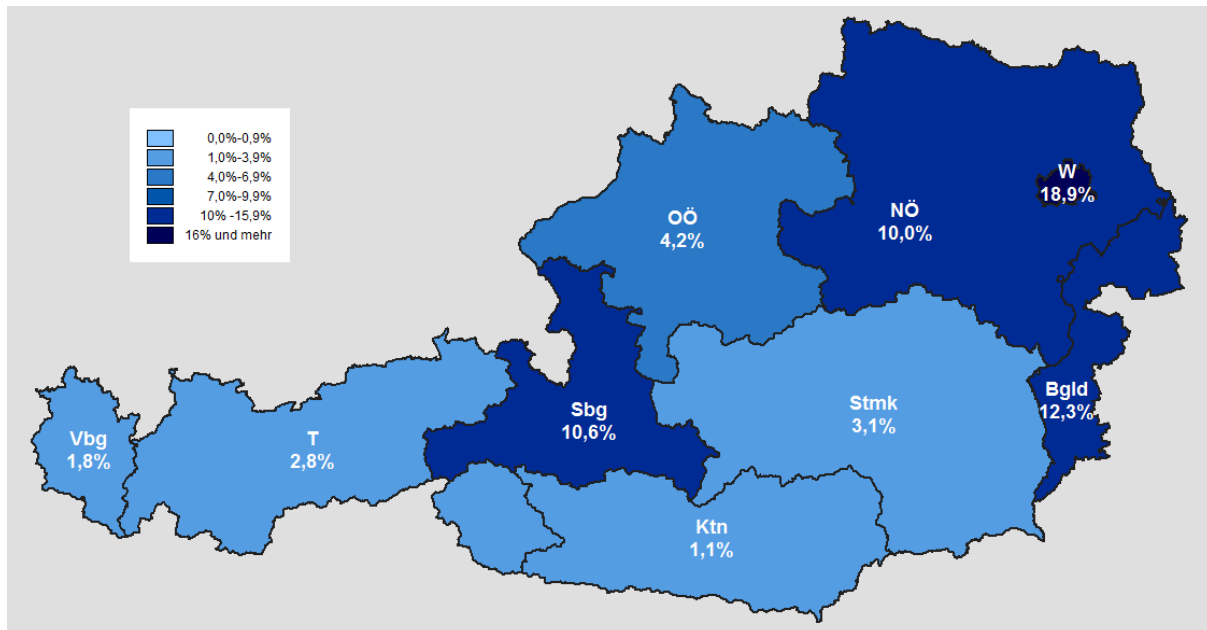 0,0%-0,9%
1,0%-3,9%
4,0%-6,9%
7,0%-9,9%
10% -15,9%
16% und mehr
W
18,9%
NÖ
10,0%
OÖ
4,2%
Bgld
12,3%
Stmk
3,1%
Sbg
10,6%
Vbg
1,8%
T
2,8%
Ktn
1,1%